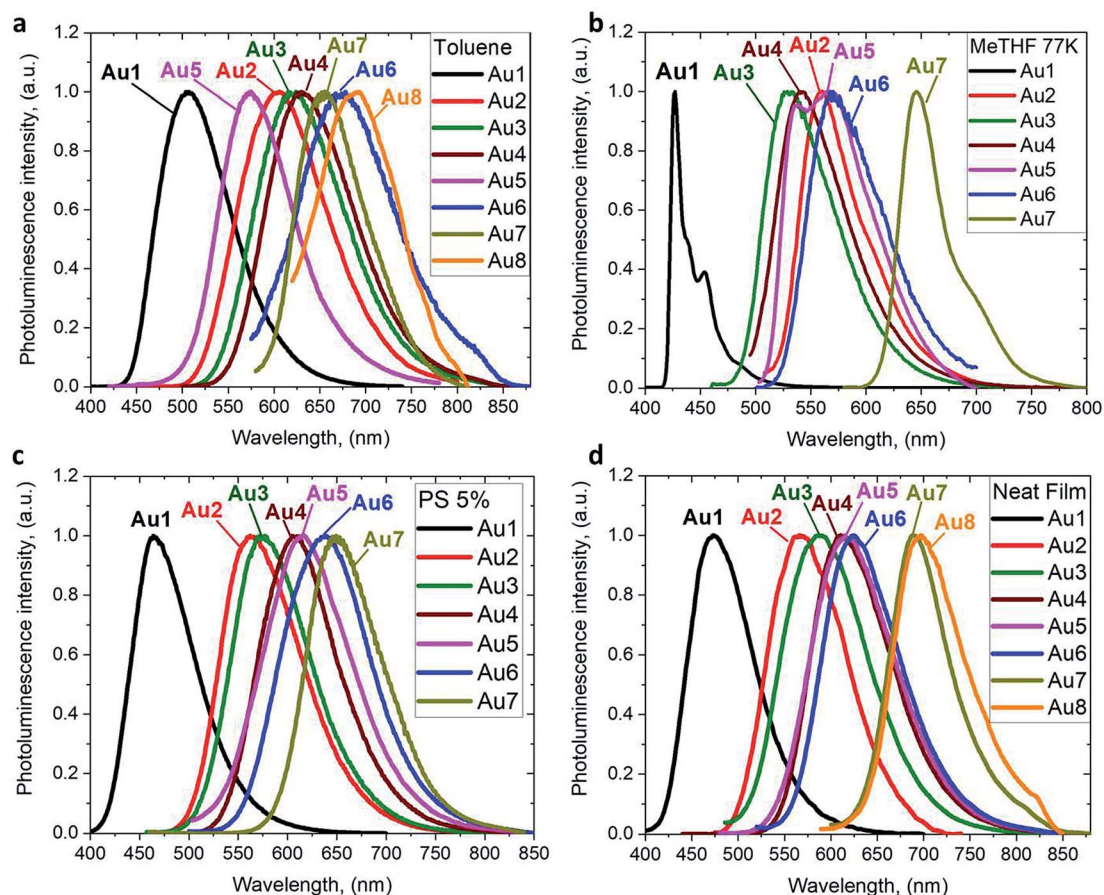 a
Photoluminescence intensity, (a.u.)
1.2
1.0
0.8
0.6
0.4
0.2
0.0
Au1
Au5
Au2
Au3
Au4
Au7
Au6
Au8
Toluene
Au1
Au2
Au3
Au4
Au5
Au6
Au7
Au8
400 450 500 550 600 650 700 750 800 850
Wavelength, (nm)
b
Photoluminescence intensity, (a.u.)
1.2
1.0
0.8
0.6
0.4
0.2
0.0
Au1
Au3
Au4
Au2
Au5
Au6
Au7
MeTHF 77K
Au1
Au2
Au3
Au4
Au5
Au6
Au7
400 450 500 550 600 650 700 750 800
Wavelength, (nm)
c
Photoluminescence intensity, (a.u.)
1.2
1.0
0.8
0.6
0.4
0.2
0.0
Au1
Au2
Au3
Au4
Au5
Au6
Au7
PS 5%
Au1
Au2
Au3
Au4
Au5
Au6
Au7
400 450 500 550 600 650 700 750 800 850
Wavelength, (nm)
d
Photoluminescence intensity, (a.u.)
1.2
1.0
0.8
0.6
0.4
0.2
0.0
Au1
Au2
Au3
Au4
Au5
Au6
Au7
Au8
Neat Film
Au1
Au2
Au3
Au4
Au5
Au6
Au7
Au8
400 450 500 550 600 650 700 750 800 850
Wavelength, (nm)